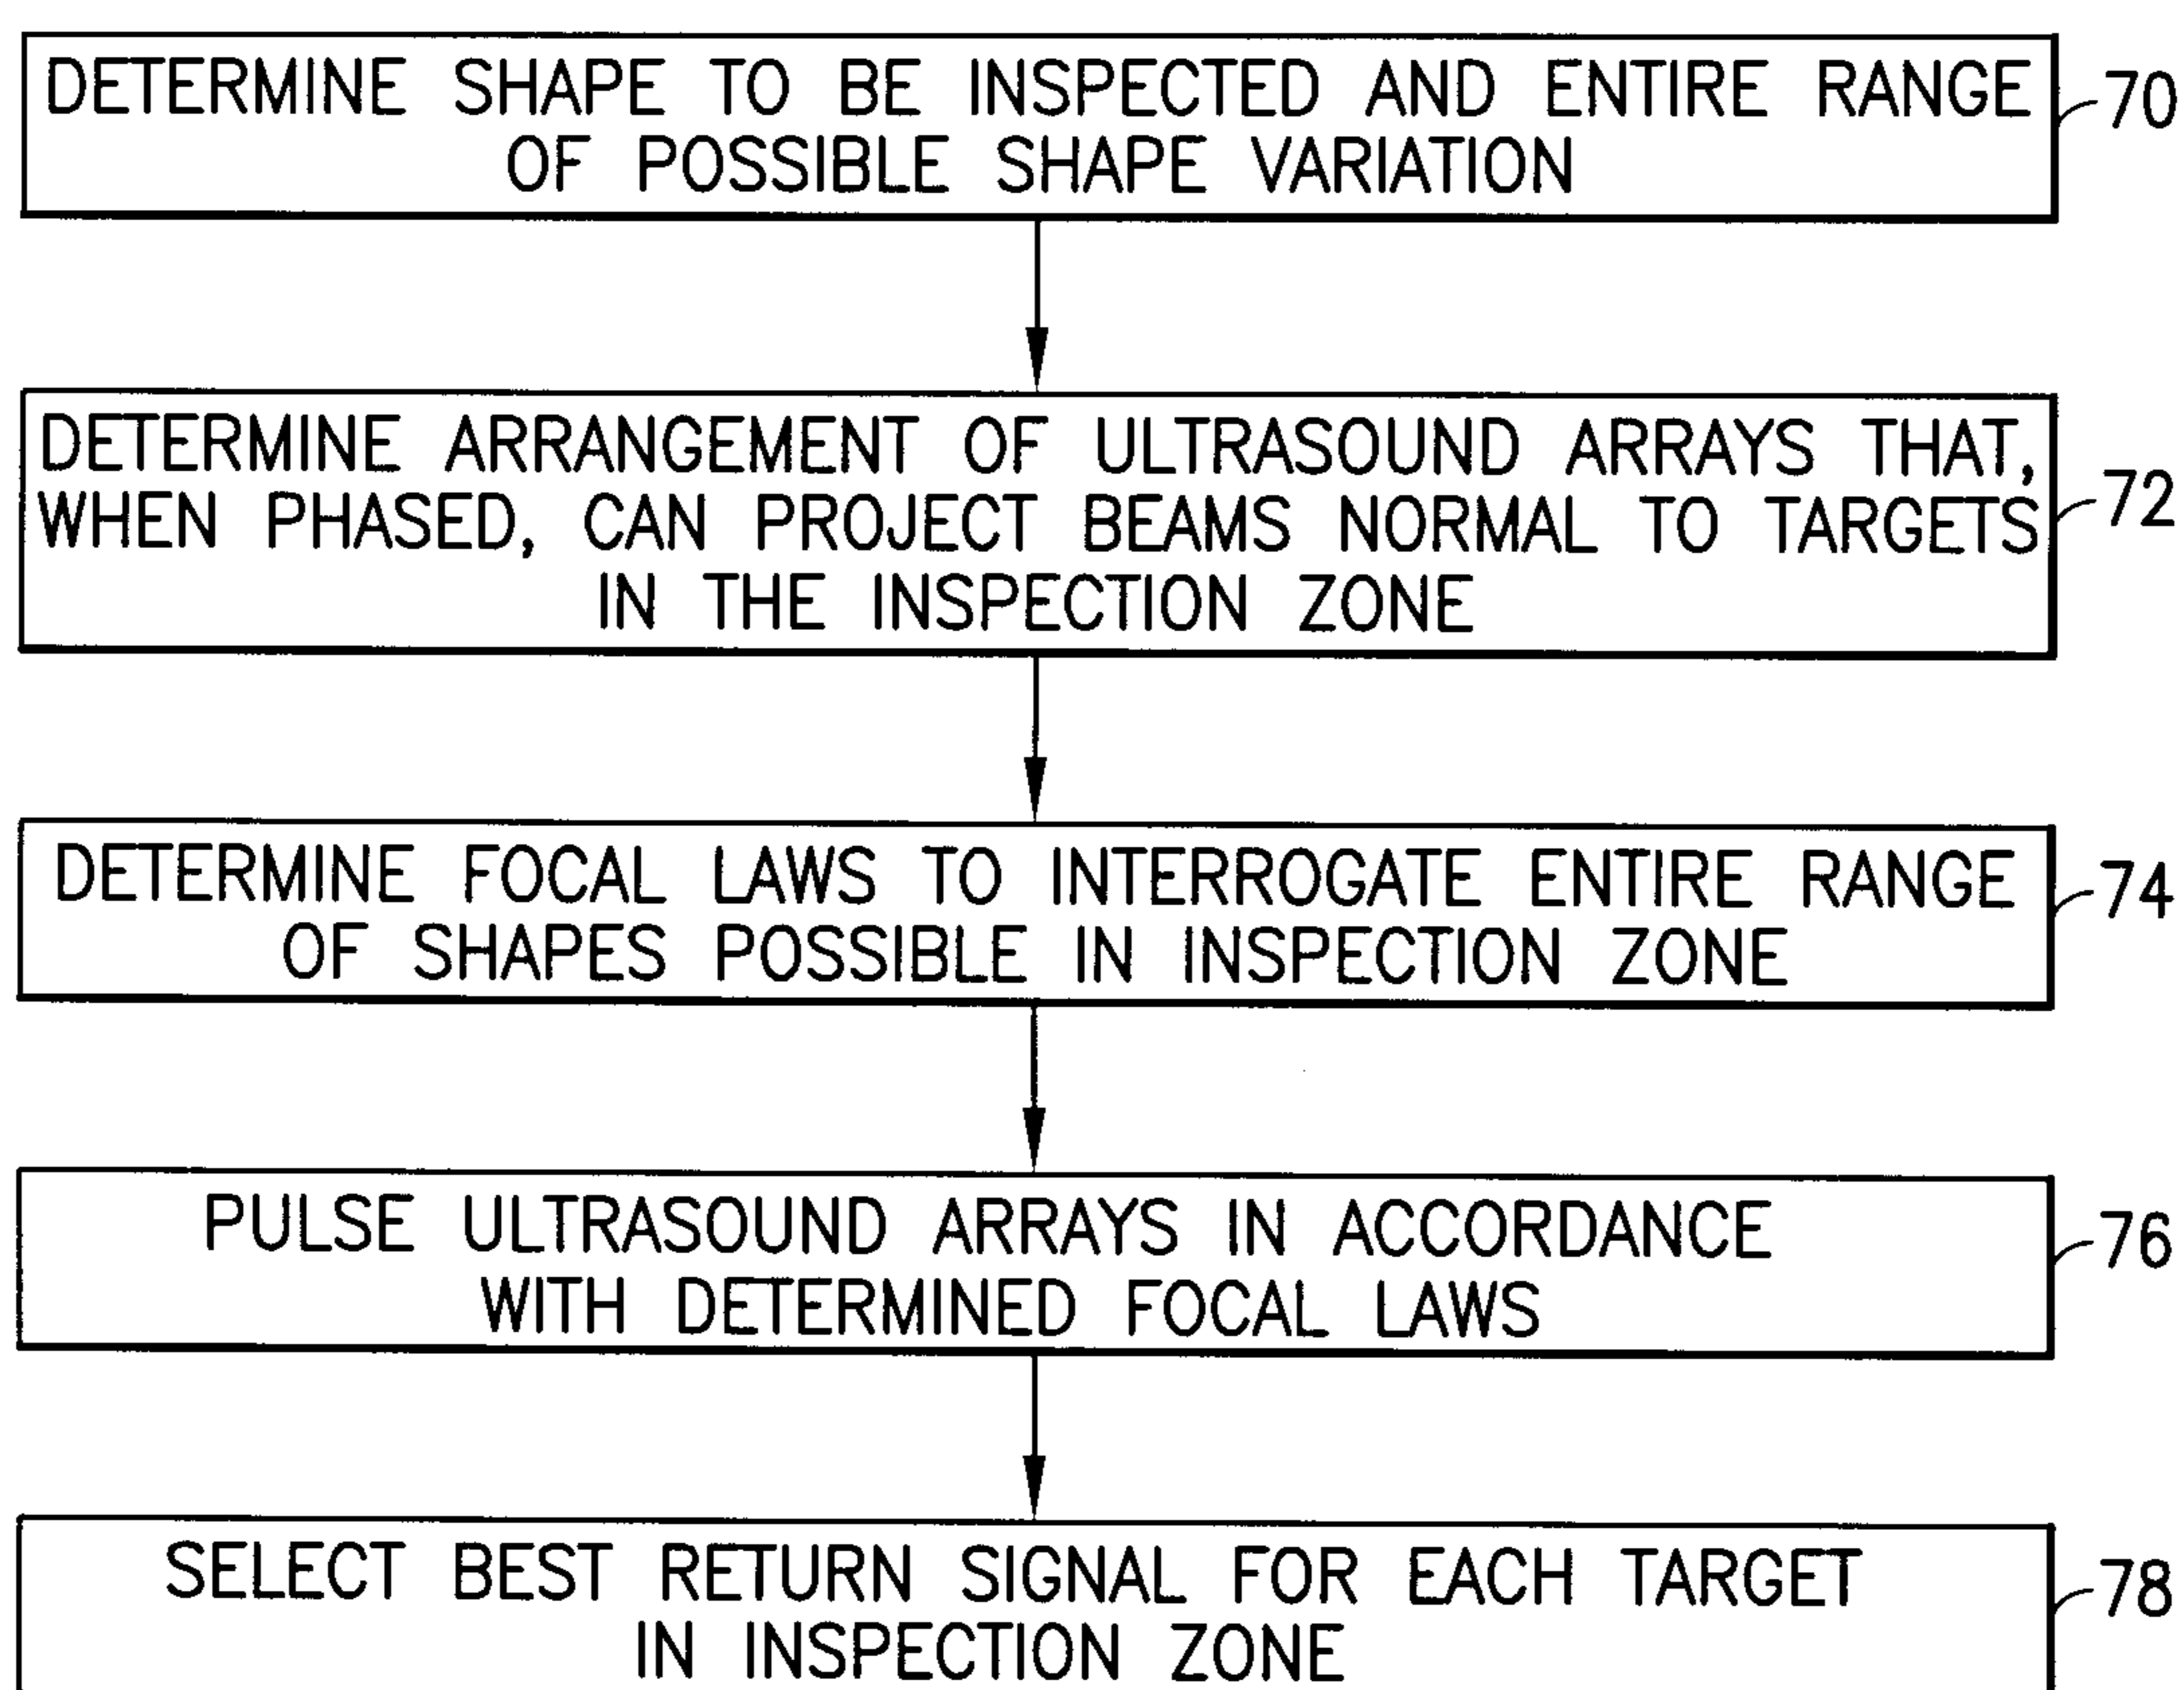 DETERMINE SHAPE TO BE INSPECTED AND ENTIRE RANGE
OF POSSIBLE SHAPE VARIATION
70
DETERMINE ARRANGEMENT OF ULTRASOUND ARRAYS THAT,
WHEN PHASED, CAN PROJECT BEAMS NORMAL TO TARGETS
IN THE INSPECTION ZONE
72
DETERMINE FOCAL LAWS TO INTERROGATE ENTIRE RANGE
OF SHAPES POSSIBLE IN INSPECTION ZONE
74
PULSE ULTRASOUND ARRAYS IN ACCORDANCE
WITH DETERMINED FOCAL LAWS
76
SELECT BEST RETURN SIGNAL FOR EACH TARGET
IN INSPECTION ZONE
78